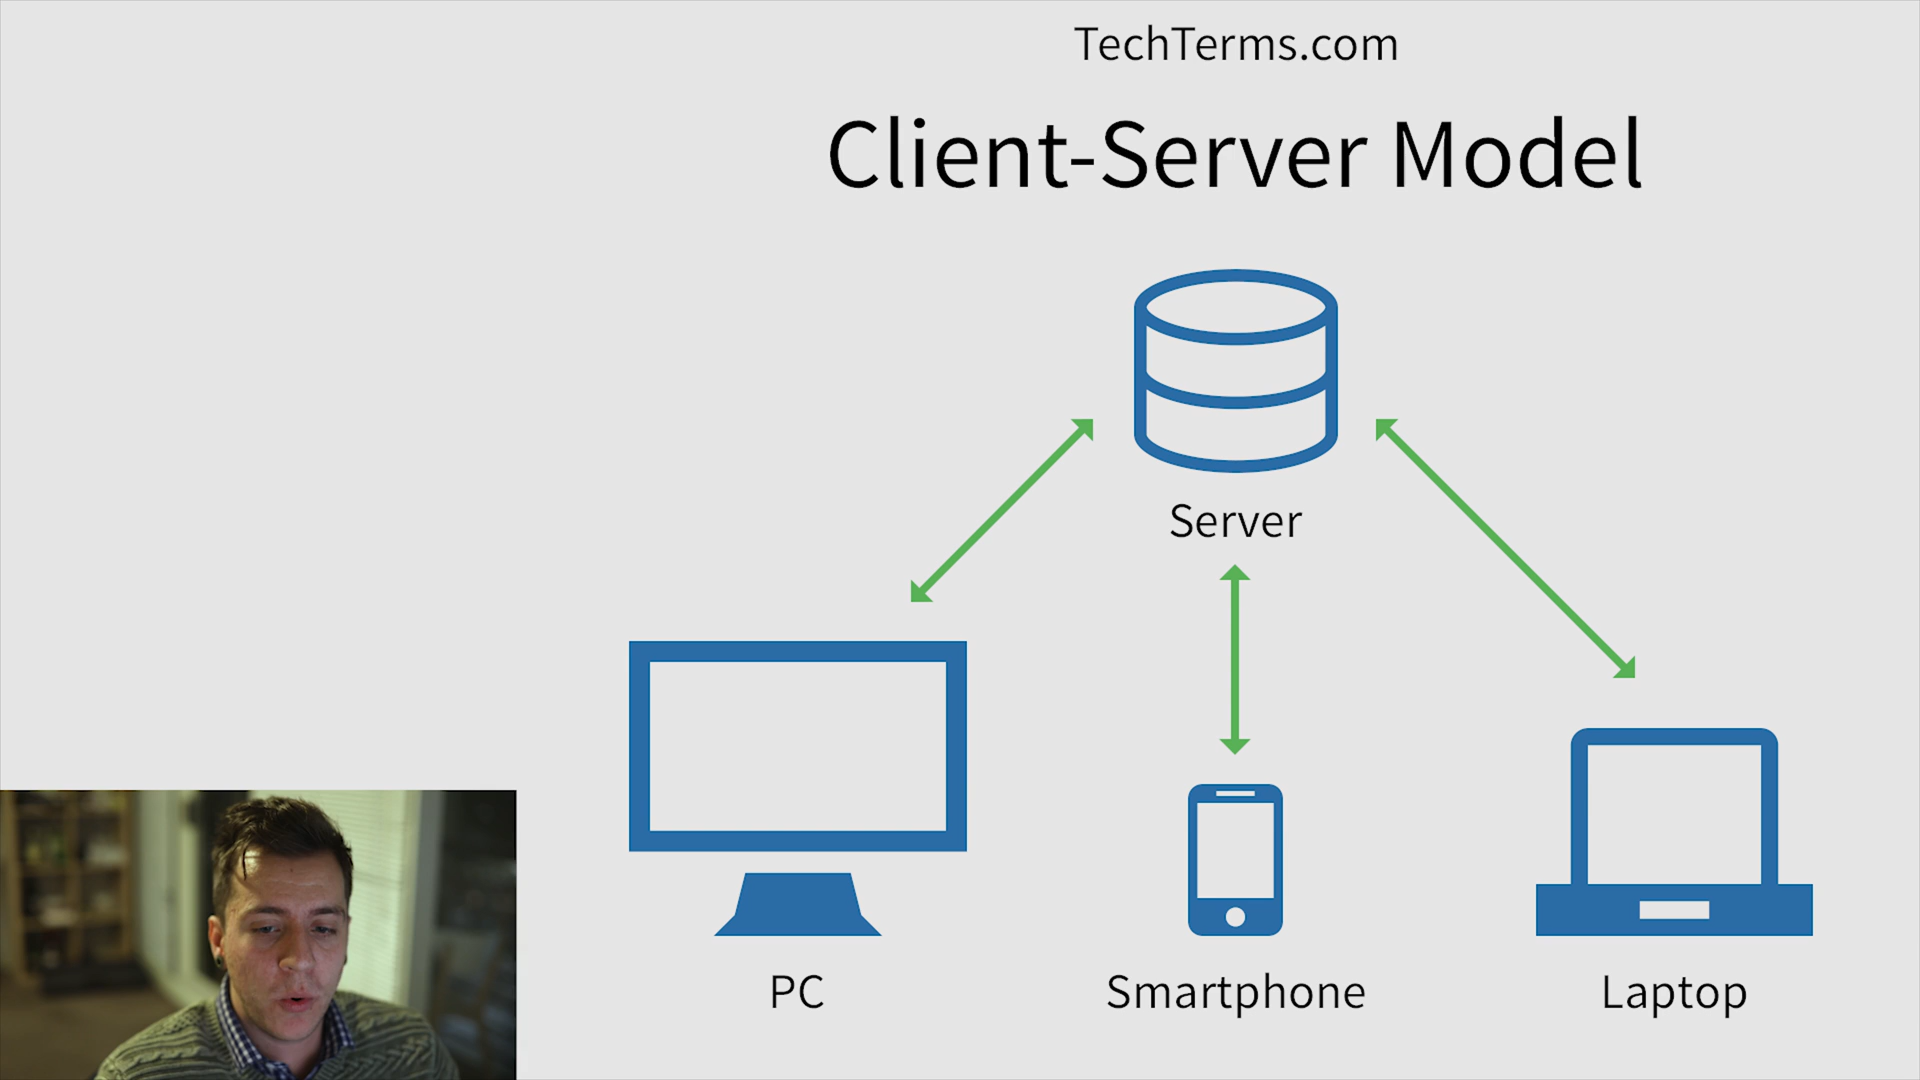 TechTerms.com
Client-Server Model
Server
PC
Smartphone
Laptop